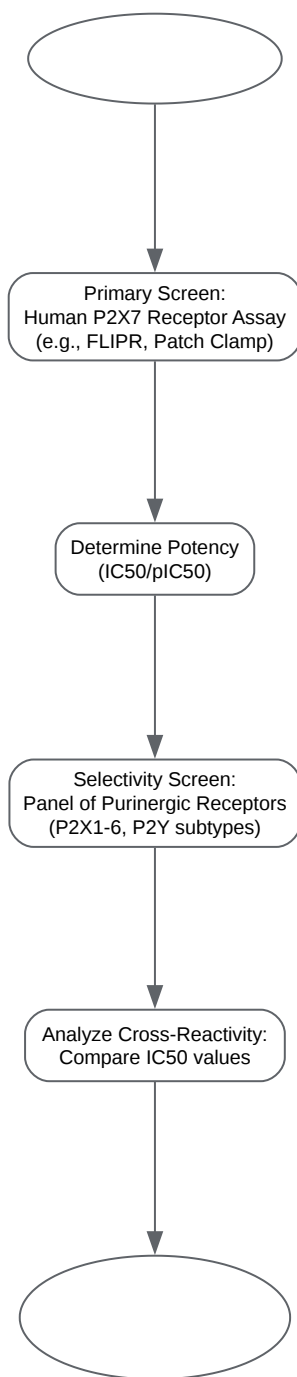 Primary Screen:
Human P2X7 Receptor Assay
(e.g., FLIPR, Patch Clamp)
Determine Potency
(IC50/pIC50)
Selectivity Screen:
Panel of Purinergic Receptors
(P2X1-6, P2Y subtypes)
Analyze Cross-Reactivity:
Compare IC50 values